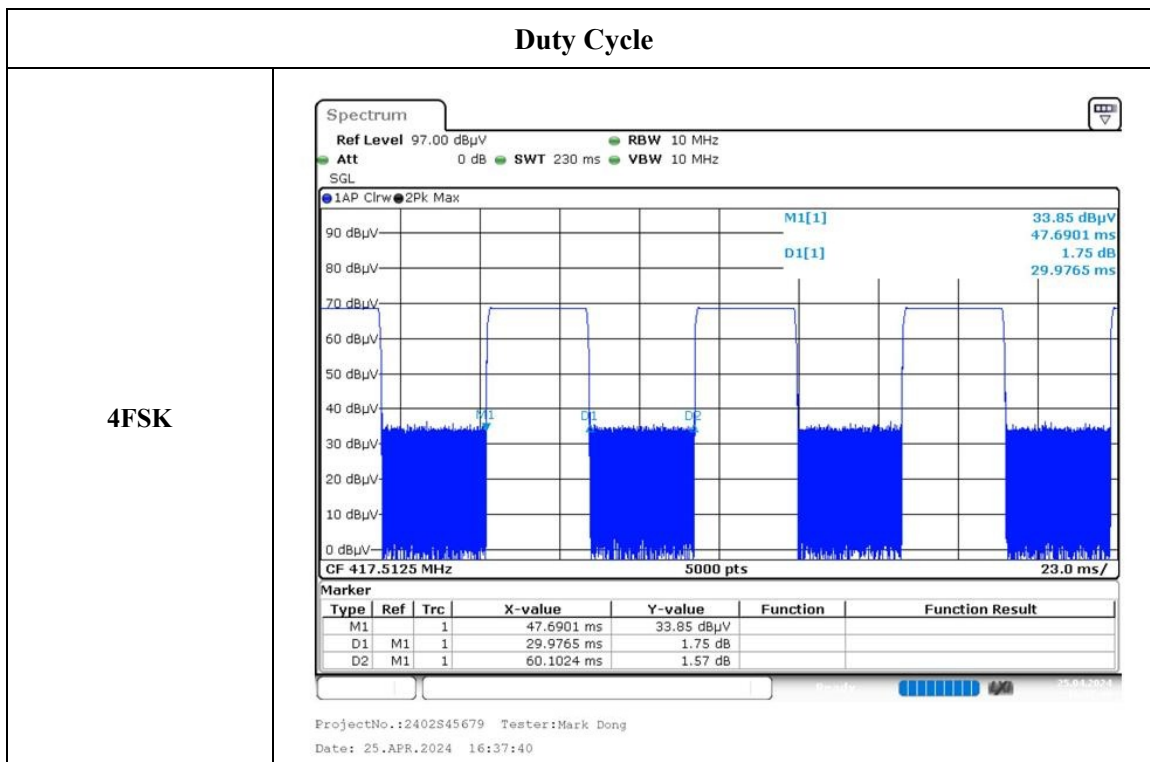 Duty Cycle
4FSK
Spectrum
Ref Level 97.00 dBµV RBW 10 MHz
Att 0 dB SWT 230 ms VBW 10 MHz
SGL
1AP Clrw 2Pk Max
M1[1] 33.85 dBµV
47.6901 ms
D1[1] 1.75 dB
29.9765 ms
90 dBµV
80 dBµV
70 dBµV
60 dBµV
50 dBµV
40 dBµV
M1 D1 D2
30 dBµV
20 dBµV
10 dBµV
0 dBµV
CF 417.5125 MHz 5000 pts 23.0 ms/
Marker
Type Ref Trc X-value Y-value Function Function Result
M1 1 47.6901 ms 33.85 dBµV
D1 M1 1 29.9765 ms 1.75 dB
D2 M1 1 60.1024 ms 1.57 dB
Ready 25.04.2024
ProjectNo.:2402S45679 Tester:Mark Dong
Date: 25.APR.2024 16:37:40